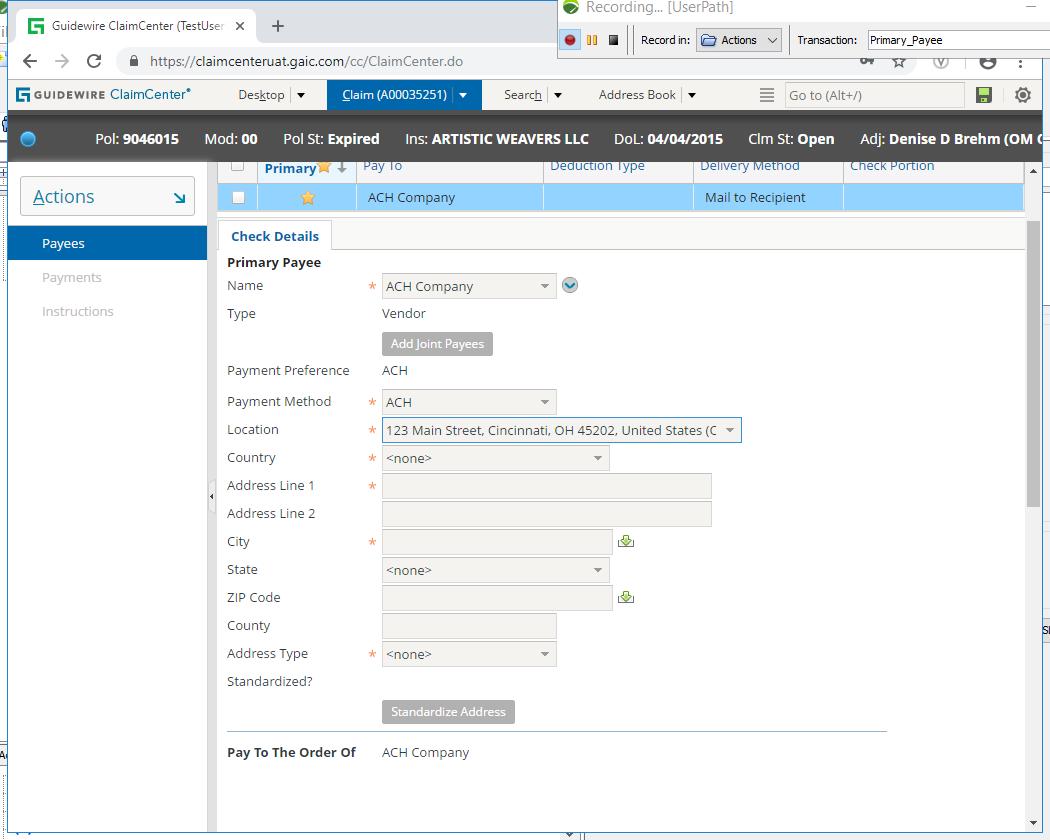 Recording... [UserPath]
Guidewire ClaimCenter (TestUser
Record in: Actions Transaction: Primary_Payee
https://claimcenteruat.gaic.com/cc/ClaimCenter.do
GUIDEWIRE ClaimCenter Desktop Claim (A00035251) Search Address Book Go to (Alt+/)
Pol: 9046015 Mod: 00 Pol St: Expired Ins: ARTISTIC WEAVERS LLC DoL: 04/04/2015 Clm St: Open Adj: Denise D Brehm (OM
Primary Pay To Deduction Type Delivery Method Check Portion
Actions
ACH Company Mail to Recipient
Payees
Payments
Instructions
Check Details
Primary Payee
Name * ACH Company
Type Vendor
Add Joint Payees
Payment Preference ACH
Payment Method * ACH
Location * 123 Main Street, Cincinnati, OH 45202, United States (C
Country * <none>
Address Line 1 *
Address Line 2
City *
State <none>
ZIP Code
County
Address Type * <none>
Standardized?
Standardize Address
Pay To The Order Of ACH Company